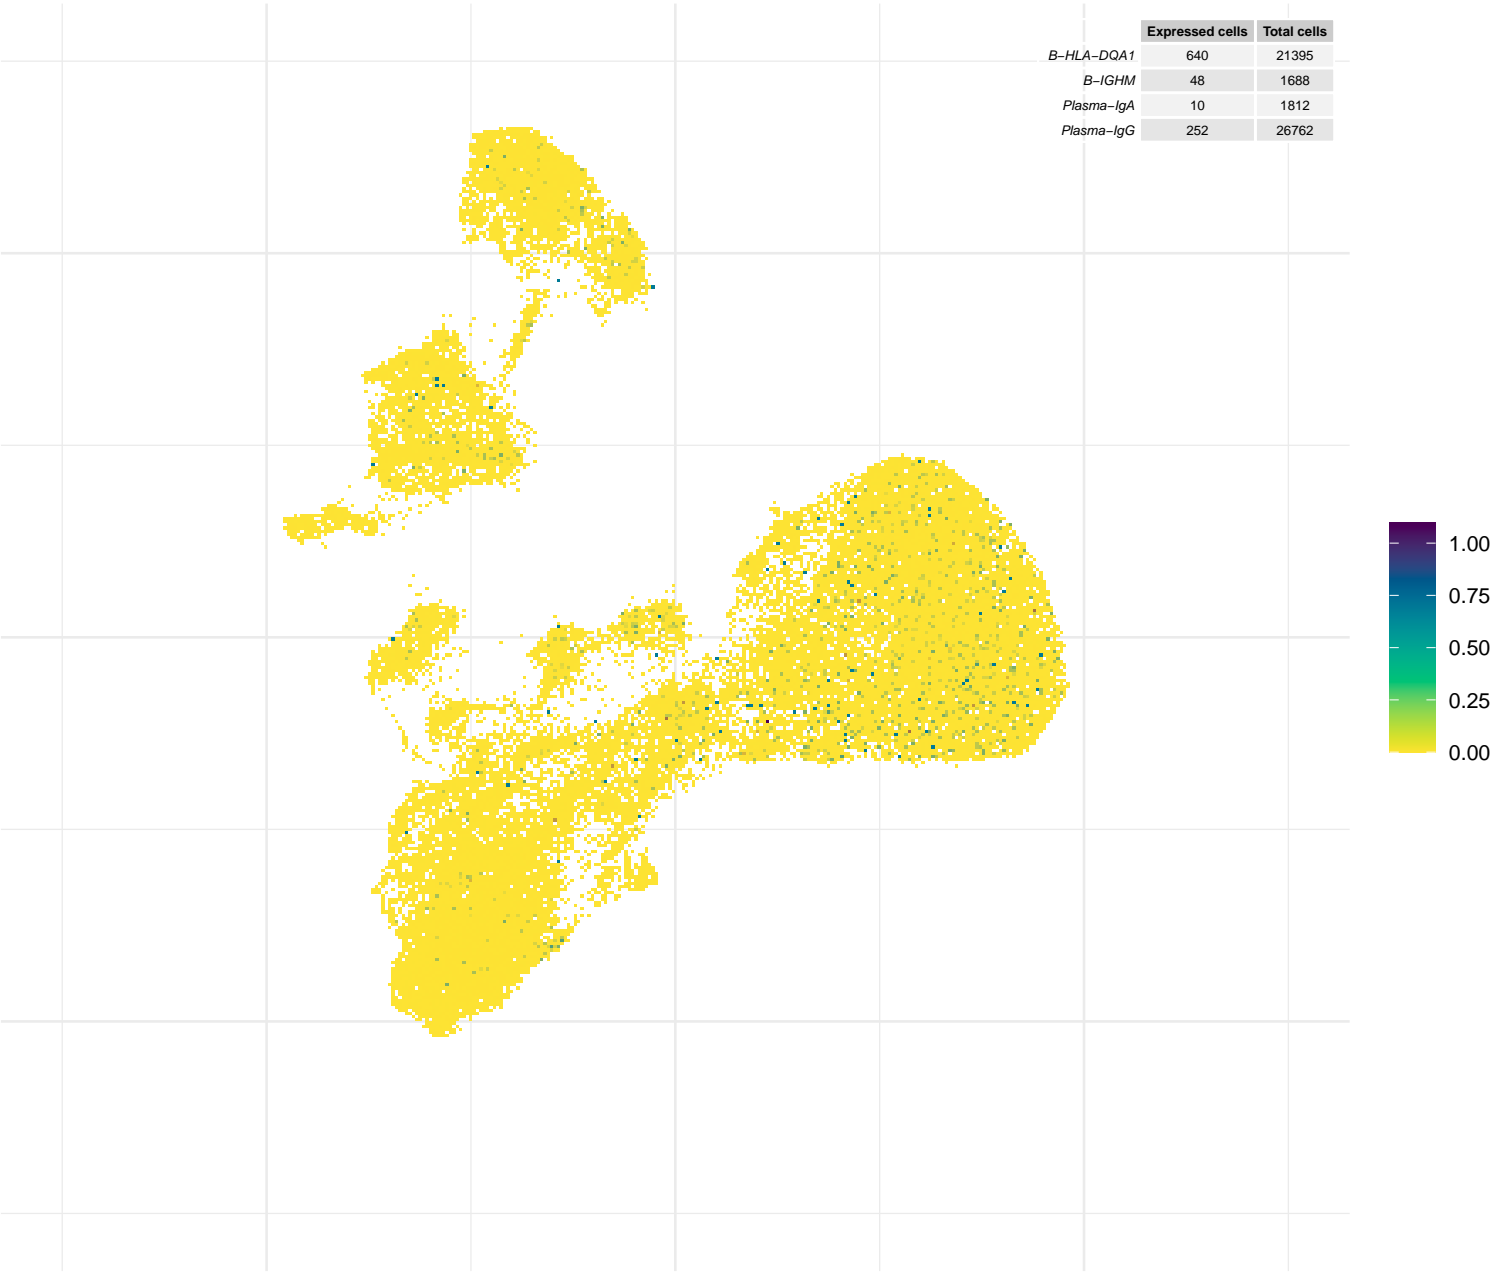 Expressed cells Total cells
B−HLA−DQA1 640 21395
B−IGHM 48 1688
Plasma−IgA 10 1812
Plasma−IgG 252 26762
1.00
0.75
0.50
0.25
0.00